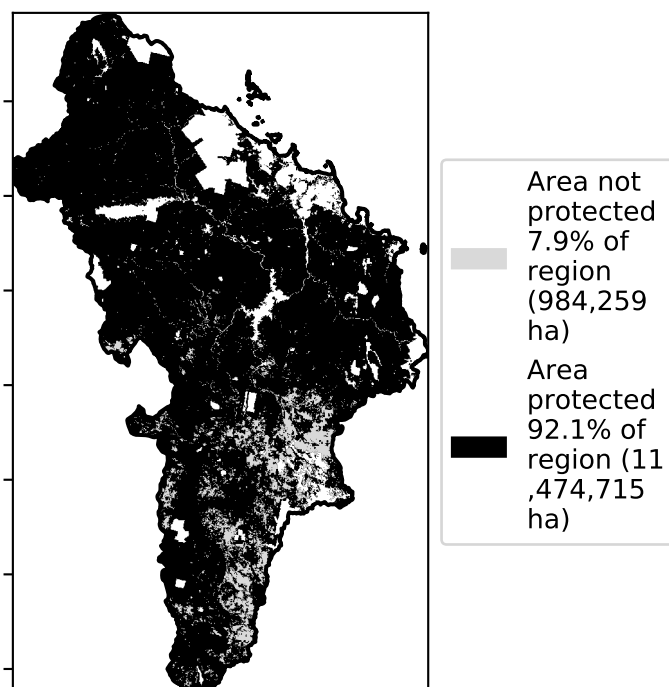 Area not
protected
7.9% of
region
(984,259
ha)
Area
protected
92.1% of
region (11
,474,715
ha)